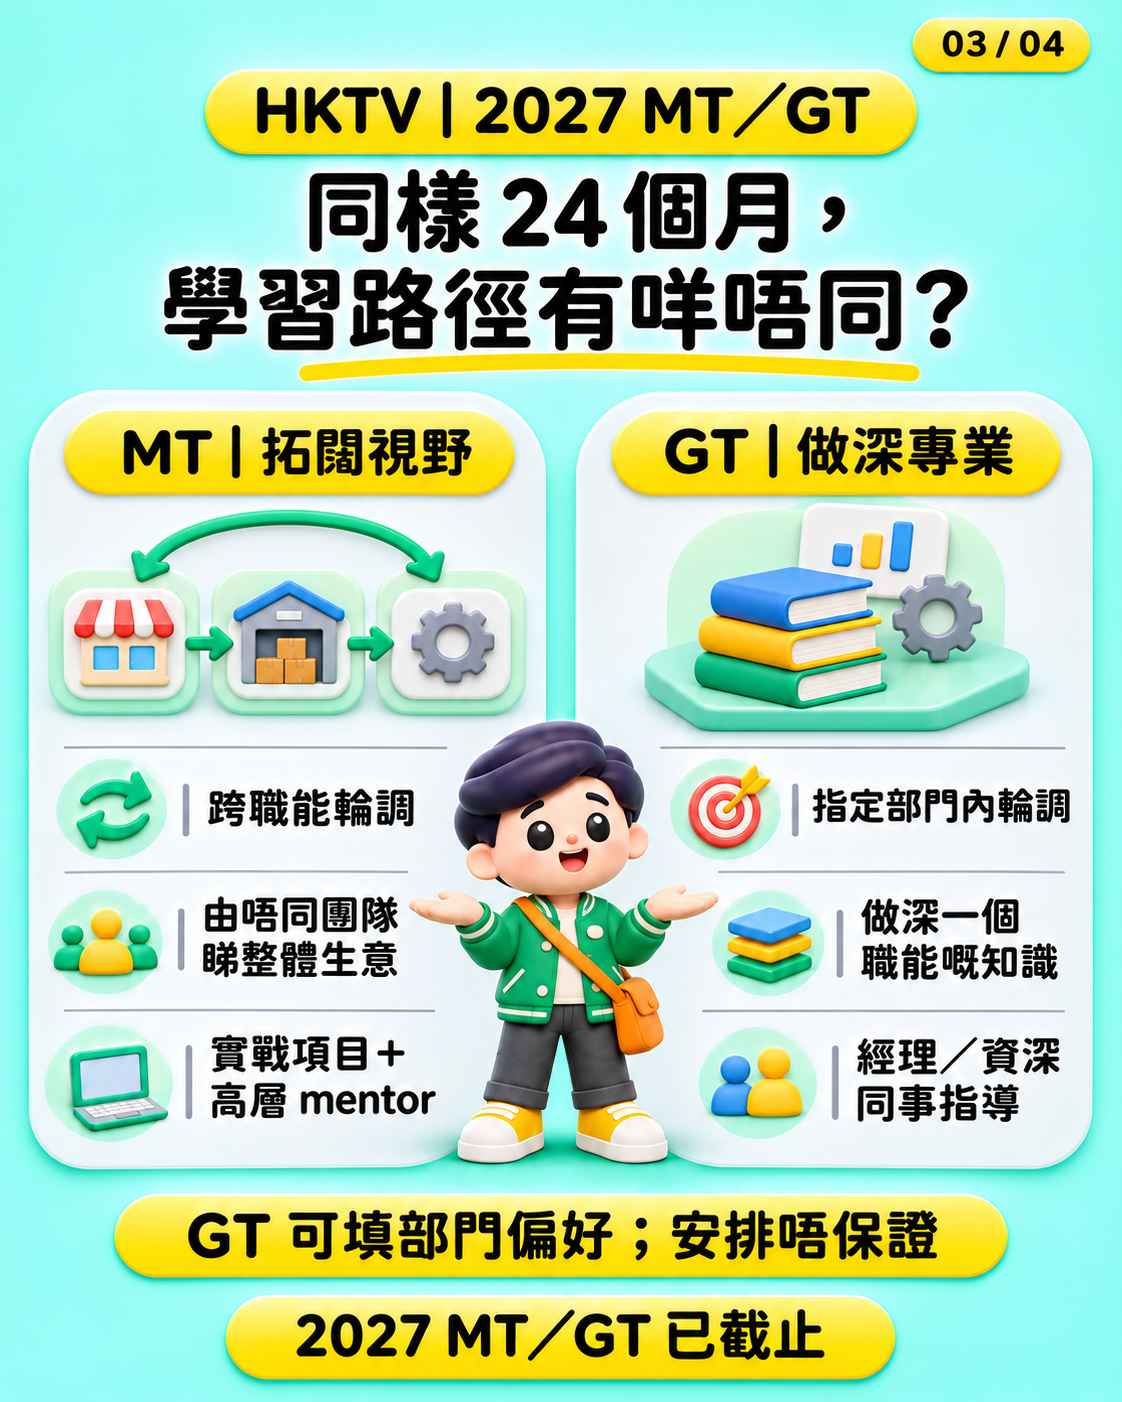 03 / 04
HKTV | 2027 MT／GT
同樣 24 個月，
學習路徑有咩唔同？
MT | 拓闊視野
跨職能輪調
由唔同團隊
睇整體生意
實戰項目＋
高層 mentor
GT | 做深專業
指定部門內輪調
做深一個
職能嘅知識
經理／資深
同事指導
GT 可填部門偏好；安排唔保證
2027 MT／GT 已截止